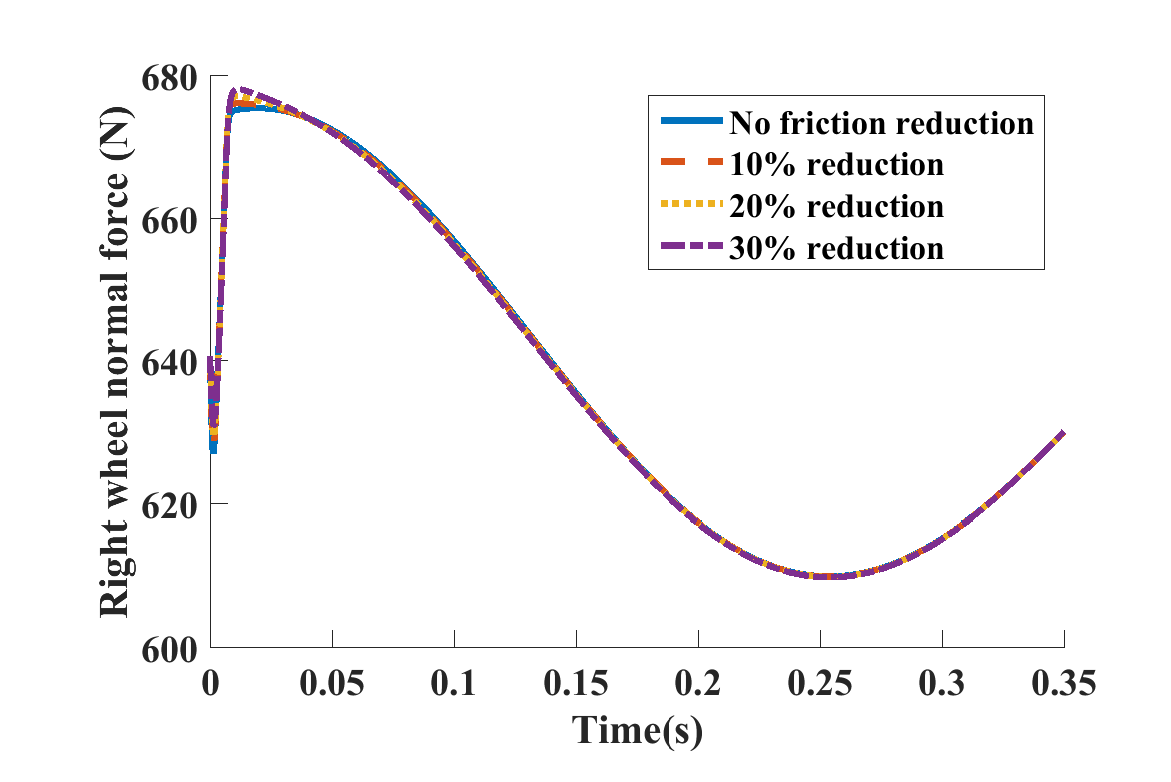 680
660
640
620
600
Right wheel normal force (N)
No friction reduction
10% reduction
20% reduction
30% reduction
0
0.05
0.1
0.15
0.2
0.25
0.3
0.35
Time(s)